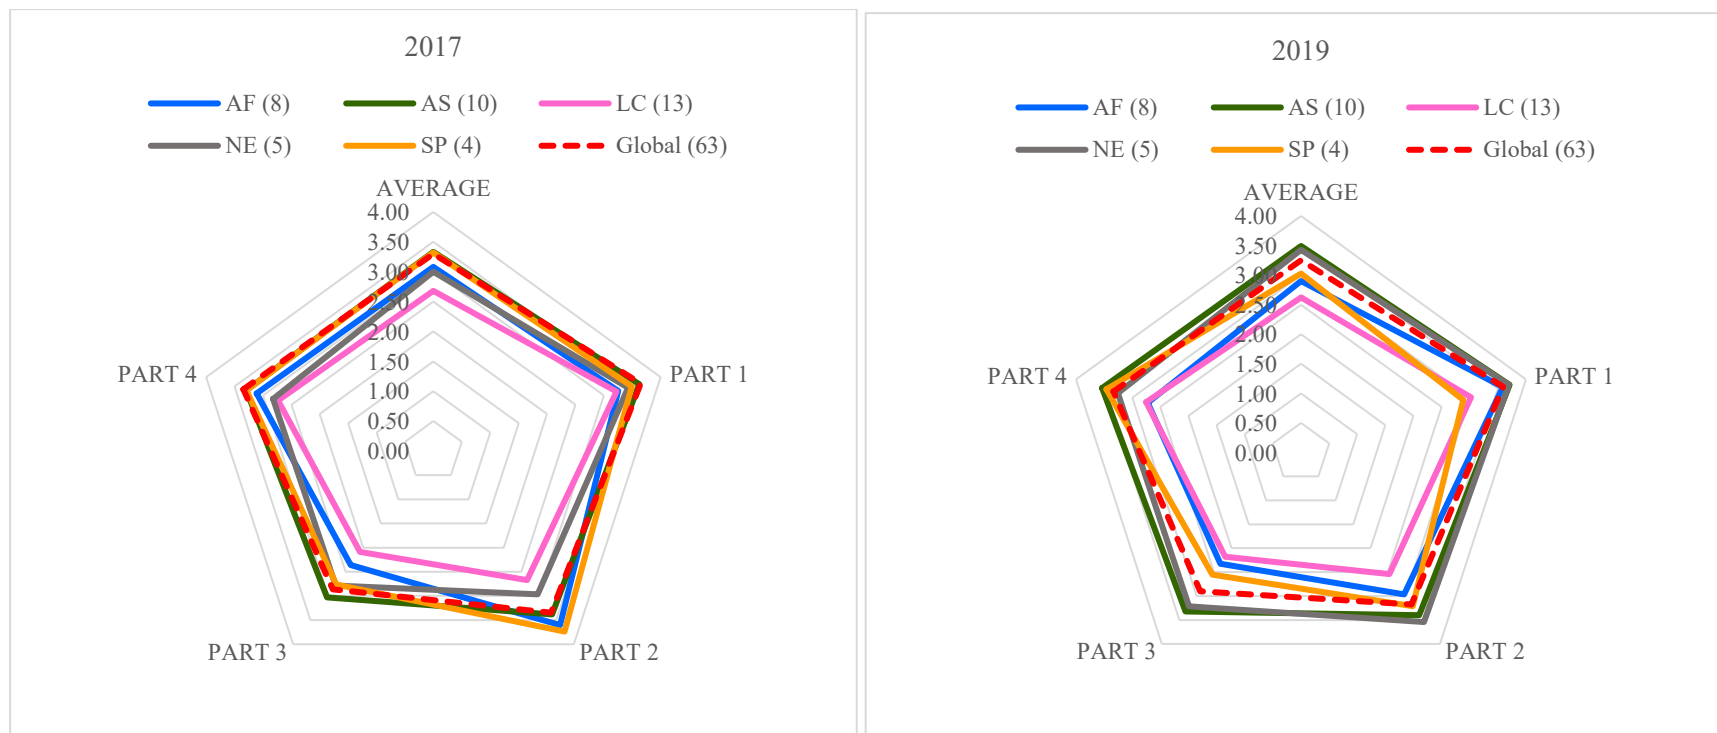 2017
AF (8) AS (10) LC (13)
NE (5) SP (4) Global (63)
AVERAGE
4.00
3.50
3.00
2.50
2.00
1.50
1.00
0.50
0.00
PART 4
PART 1
PART 3
PART 2
2019
AF (8) AS (10) LC (13)
NE (5) SP (4) Global (63)
AVERAGE
4.00
3.50
3.00
2.50
2.00
1.50
1.00
0.50
0.00
PART 4
PART 1
PART 3
PART 2